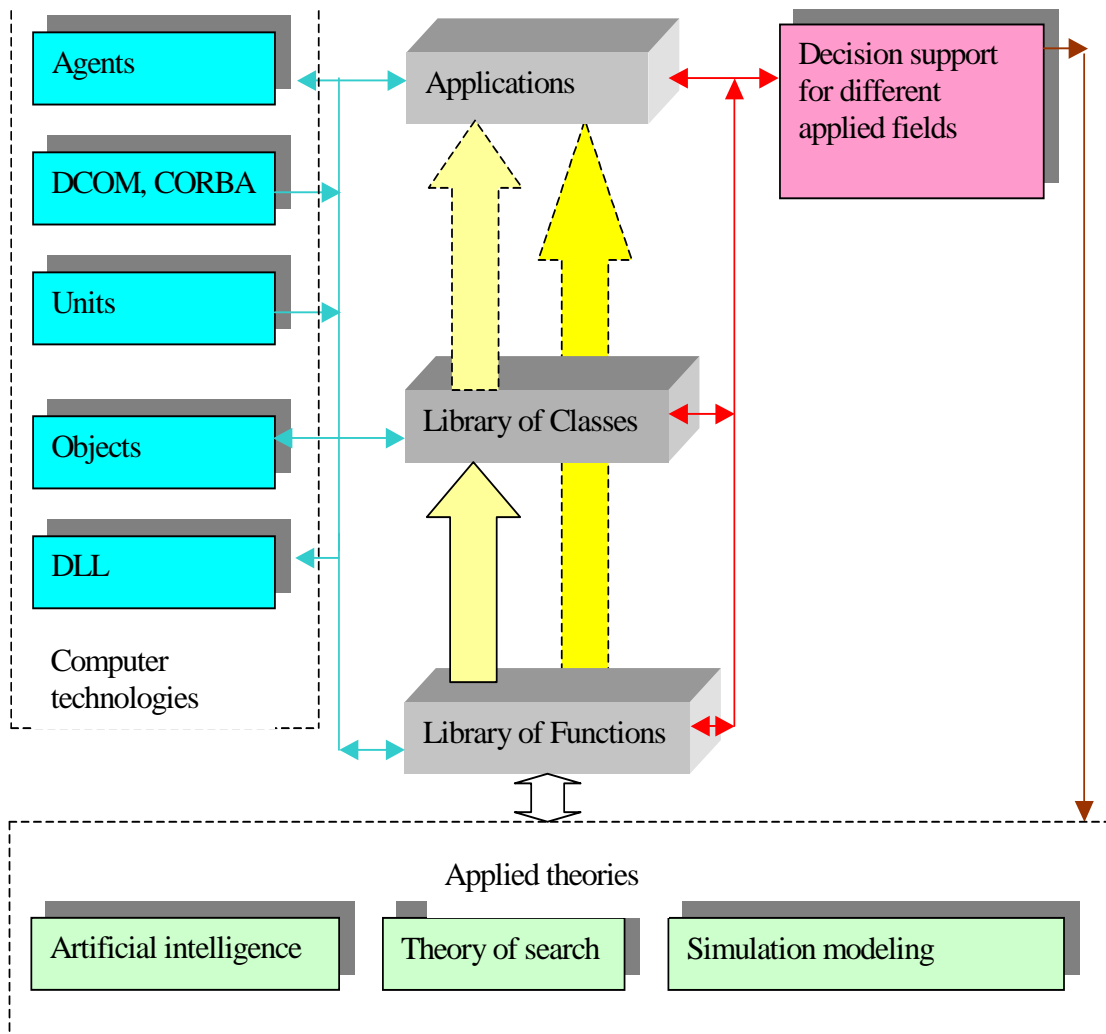 Agents
DCOM, CORBA
Units
Objects
DLL
Computer
technologies
Applications
Library of Classes
Library of Functions
Decision support
for different
applied fields
Applied theories
Artificial intelligence
Theory of search
Simulation modeling